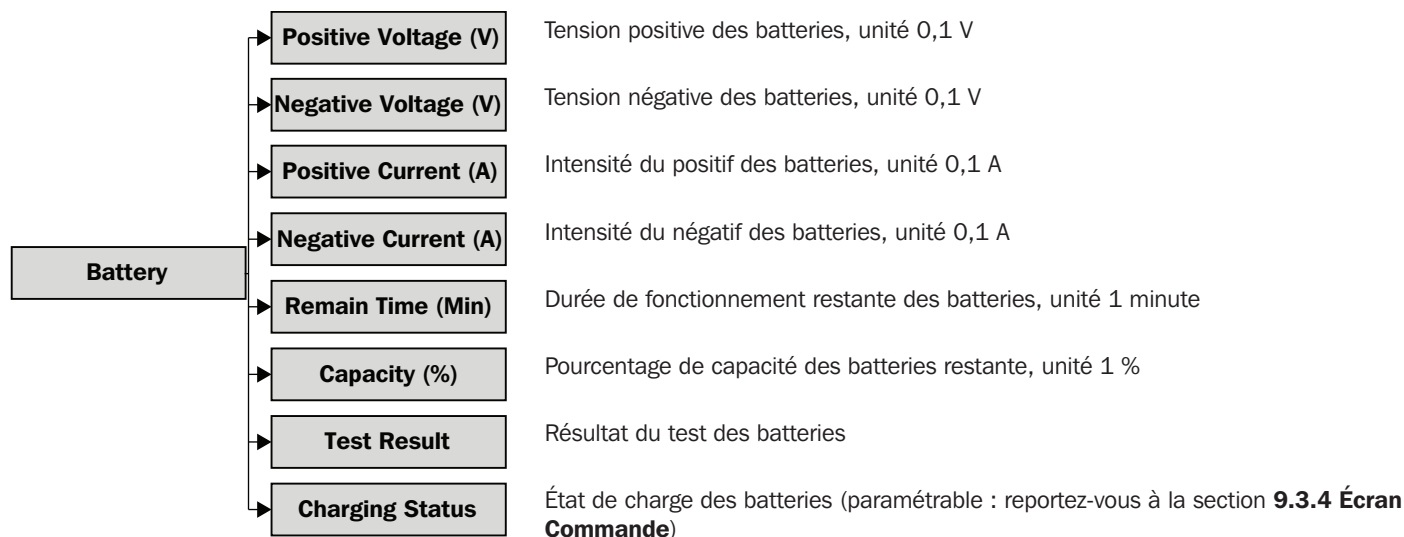 Positive Voltage (V) Tension positive des batteries, unité 0,1 V
Negative Voltage (V) Tension négative des batteries, unité 0,1 V
Positive Current (A) Intensité du positif des batteries, unité 0,1 A
Negative Current (A) Intensité du négatif des batteries, unité 0,1 A
Battery
Remain Time (Min) Durée de fonctionnement restante des batteries, unité 1 minute
Capacity (%) Pourcentage de capacité des batteries restante, unité 1 %
Test Result Résultat du test des batteries
Charging Status État de charge des batteries (paramétrable : reportez-vous à la section 9.3.4 Écran
Commande)